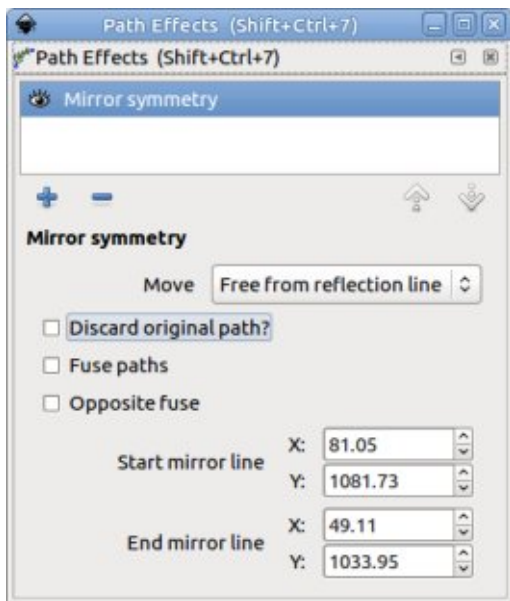 Path Effects (Shift+Ctrl+7)
Path Effects (Shift+Ctrl+7)
Mirror symmetry
Mirror symmetry
Move Free from reflection line
Discard original path?
Fuse paths
Opposite fuse
Start mirror line
X: 81.05
Y: 1081.73
End mirror line
X: 49.11
Y: 1033.95